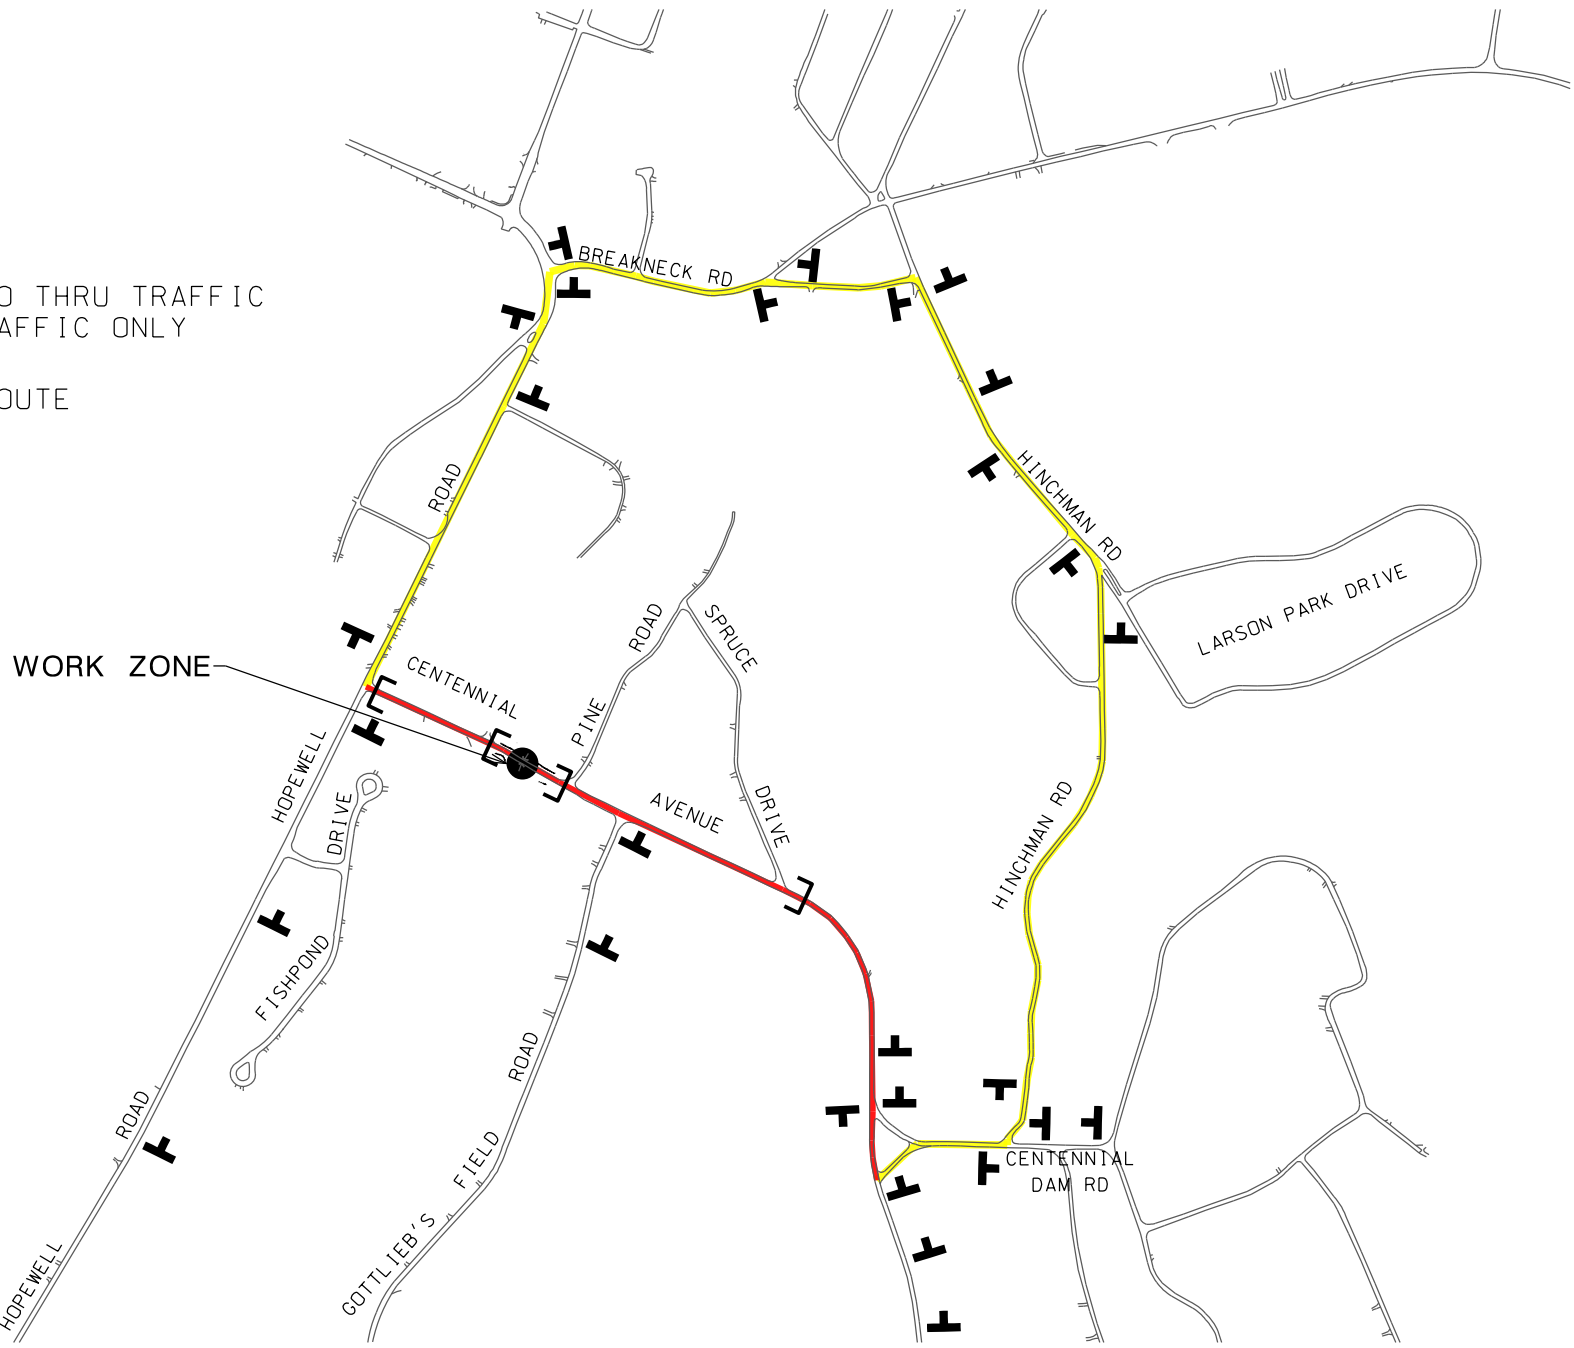 BREAKNECK RD
O THRU TRAFFIC
AFFIC ONLY
OUTE
ROAD
HINCHMAN RD
LARSON PARK DRIVE
WORK ZONE
CENTENNIAL
ROAD
SPRUCE
PINE
HOPEWELL
DRIVE
AVENUE
DRIVE
HINCHMAN RD
FISHPOND
ROAD
ROAD
FIELD
CENTENNIAL
DAM RD
GOTTLIEB'S
HOPEWELL